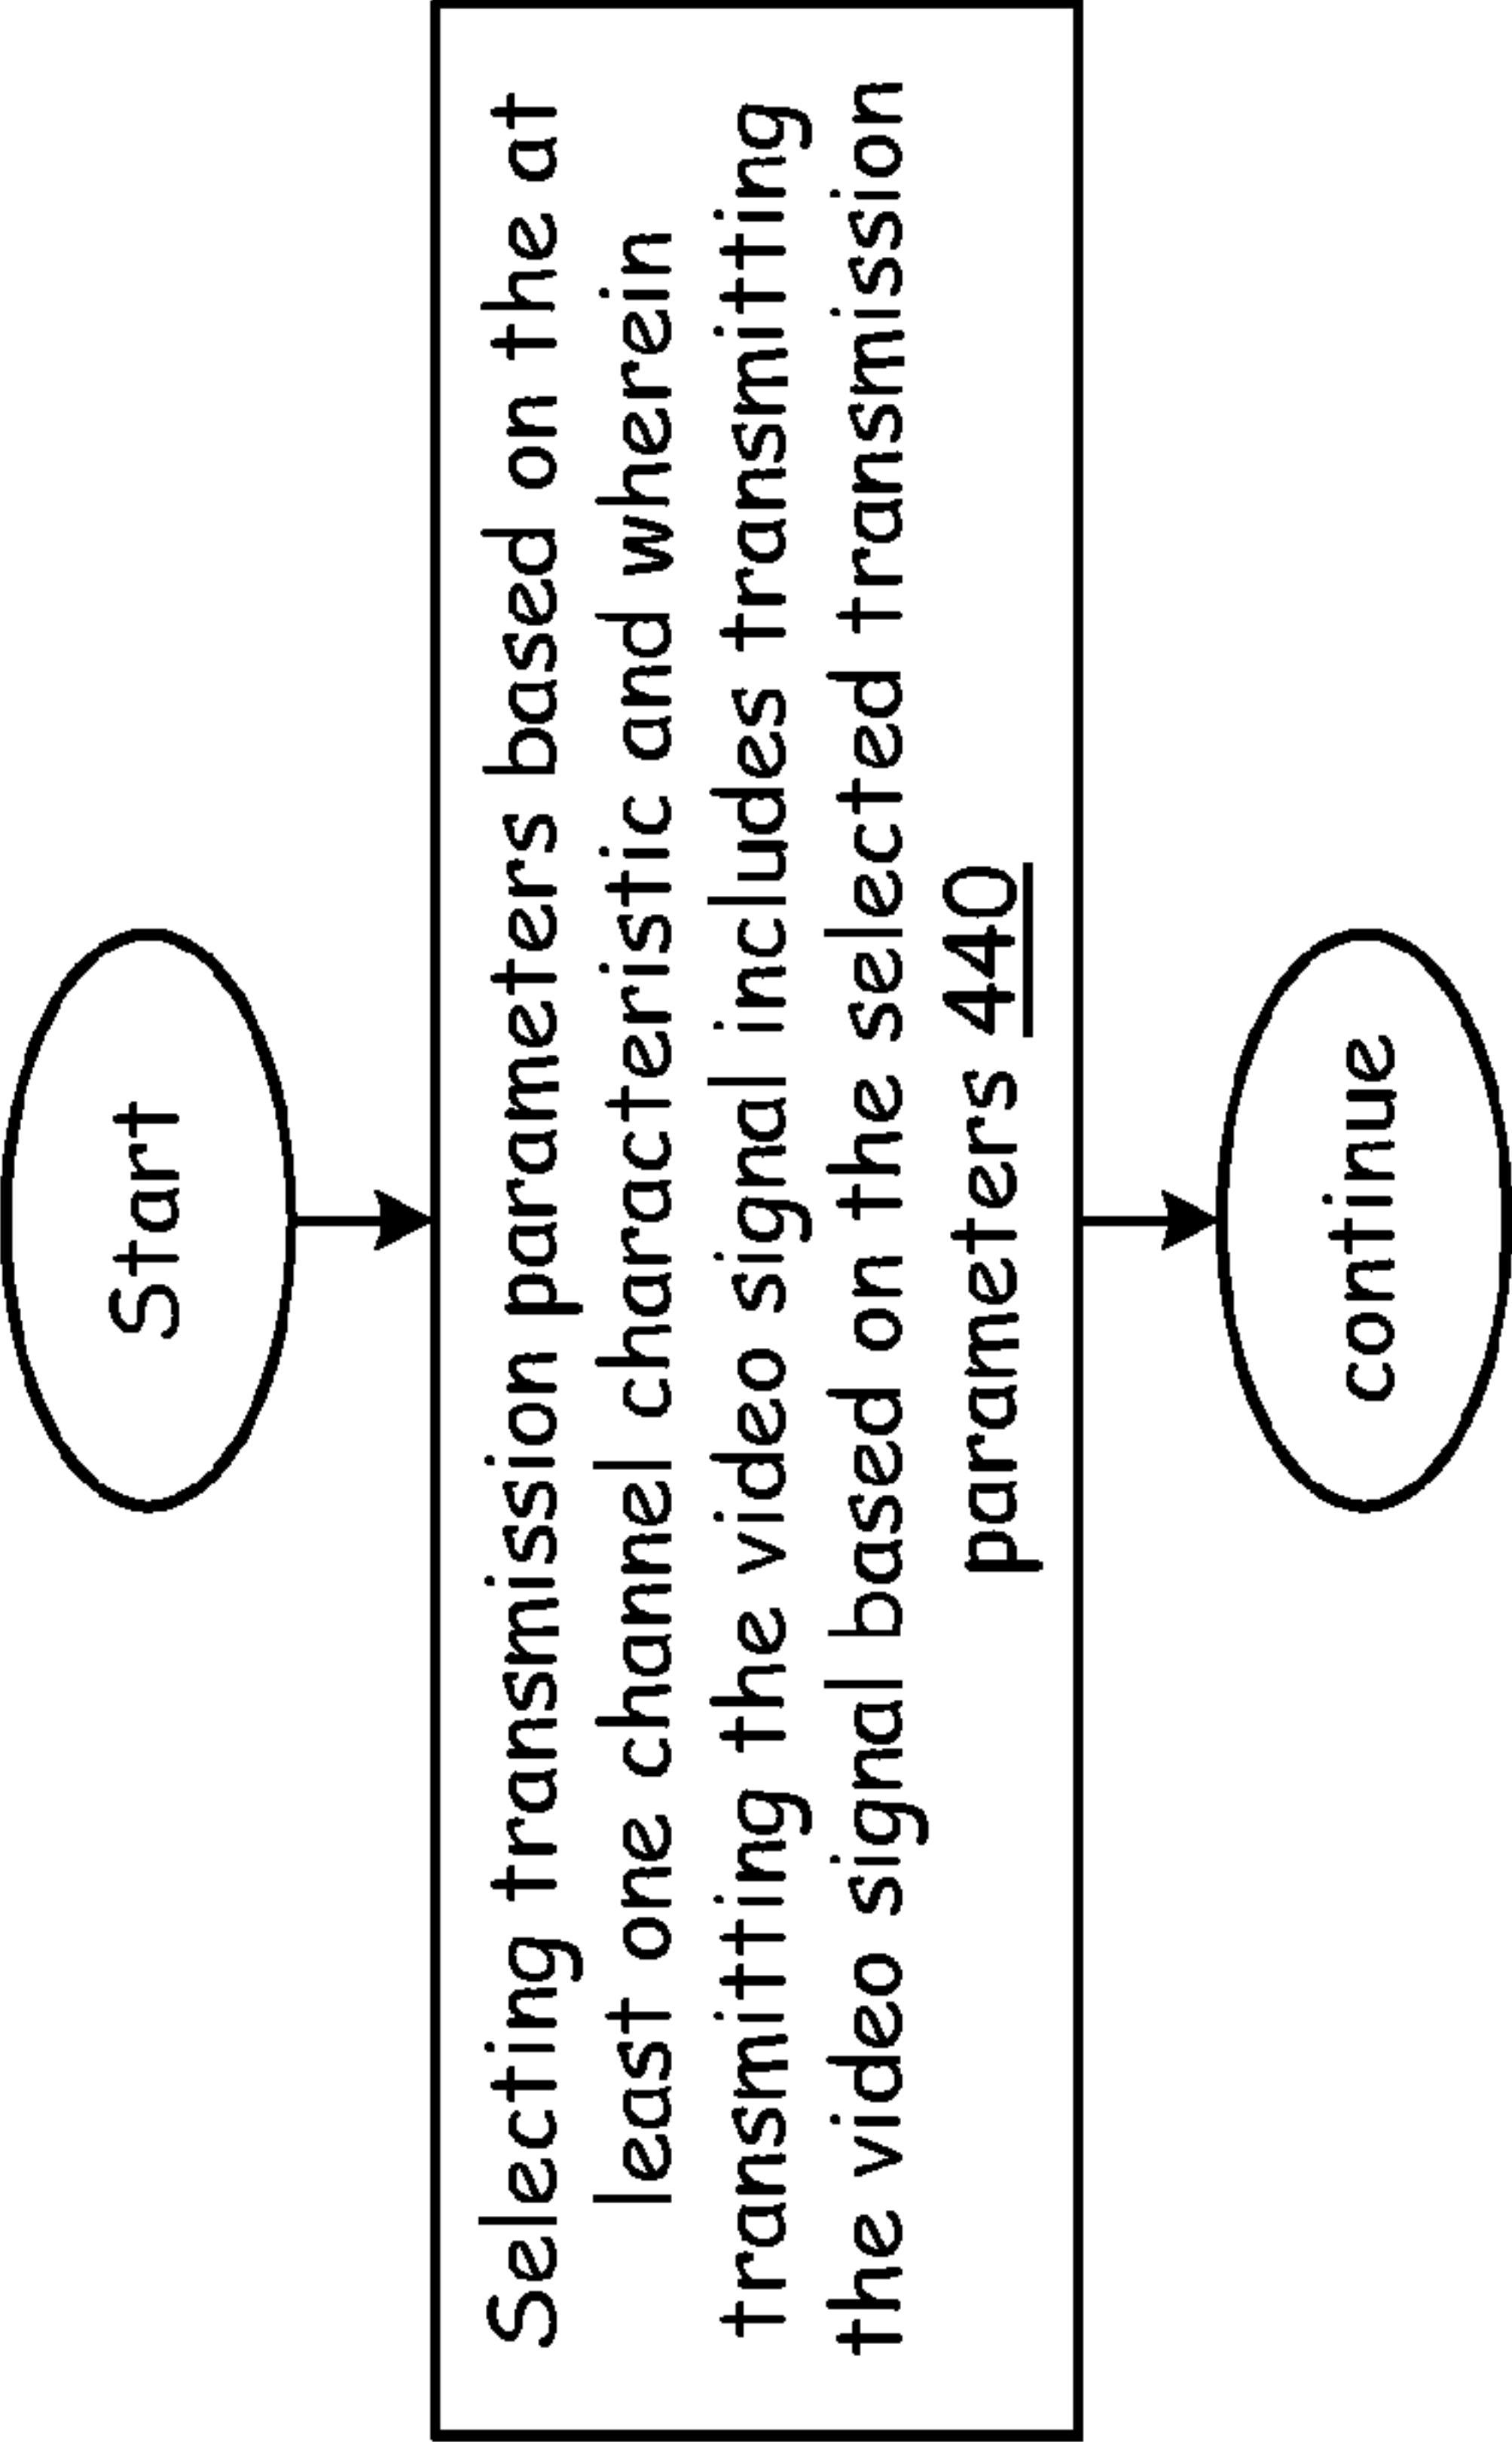 Start
Selecting transmission parameters based on the at
least one channel characteristic and wherein
transmitting the video signal includes transmitting
the video signal based on the selected transmission
parameters 440
continue